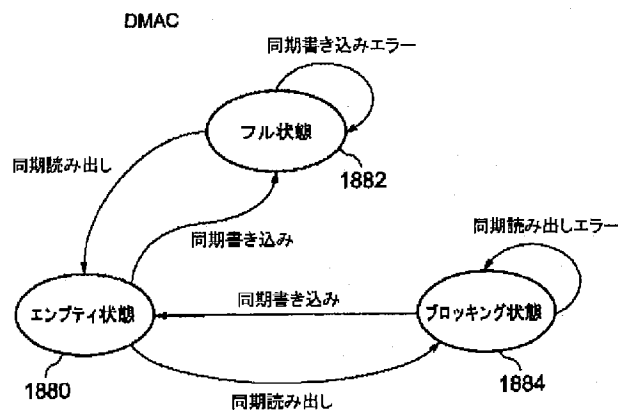 DMAC
同期書き込みエラー
フル状態
1882
同期読み出し
同期書き込み
同期読み出しエラー
エンプティ状態
同期書き込み
ブロッキング状態
1880
1884
同期読み出し